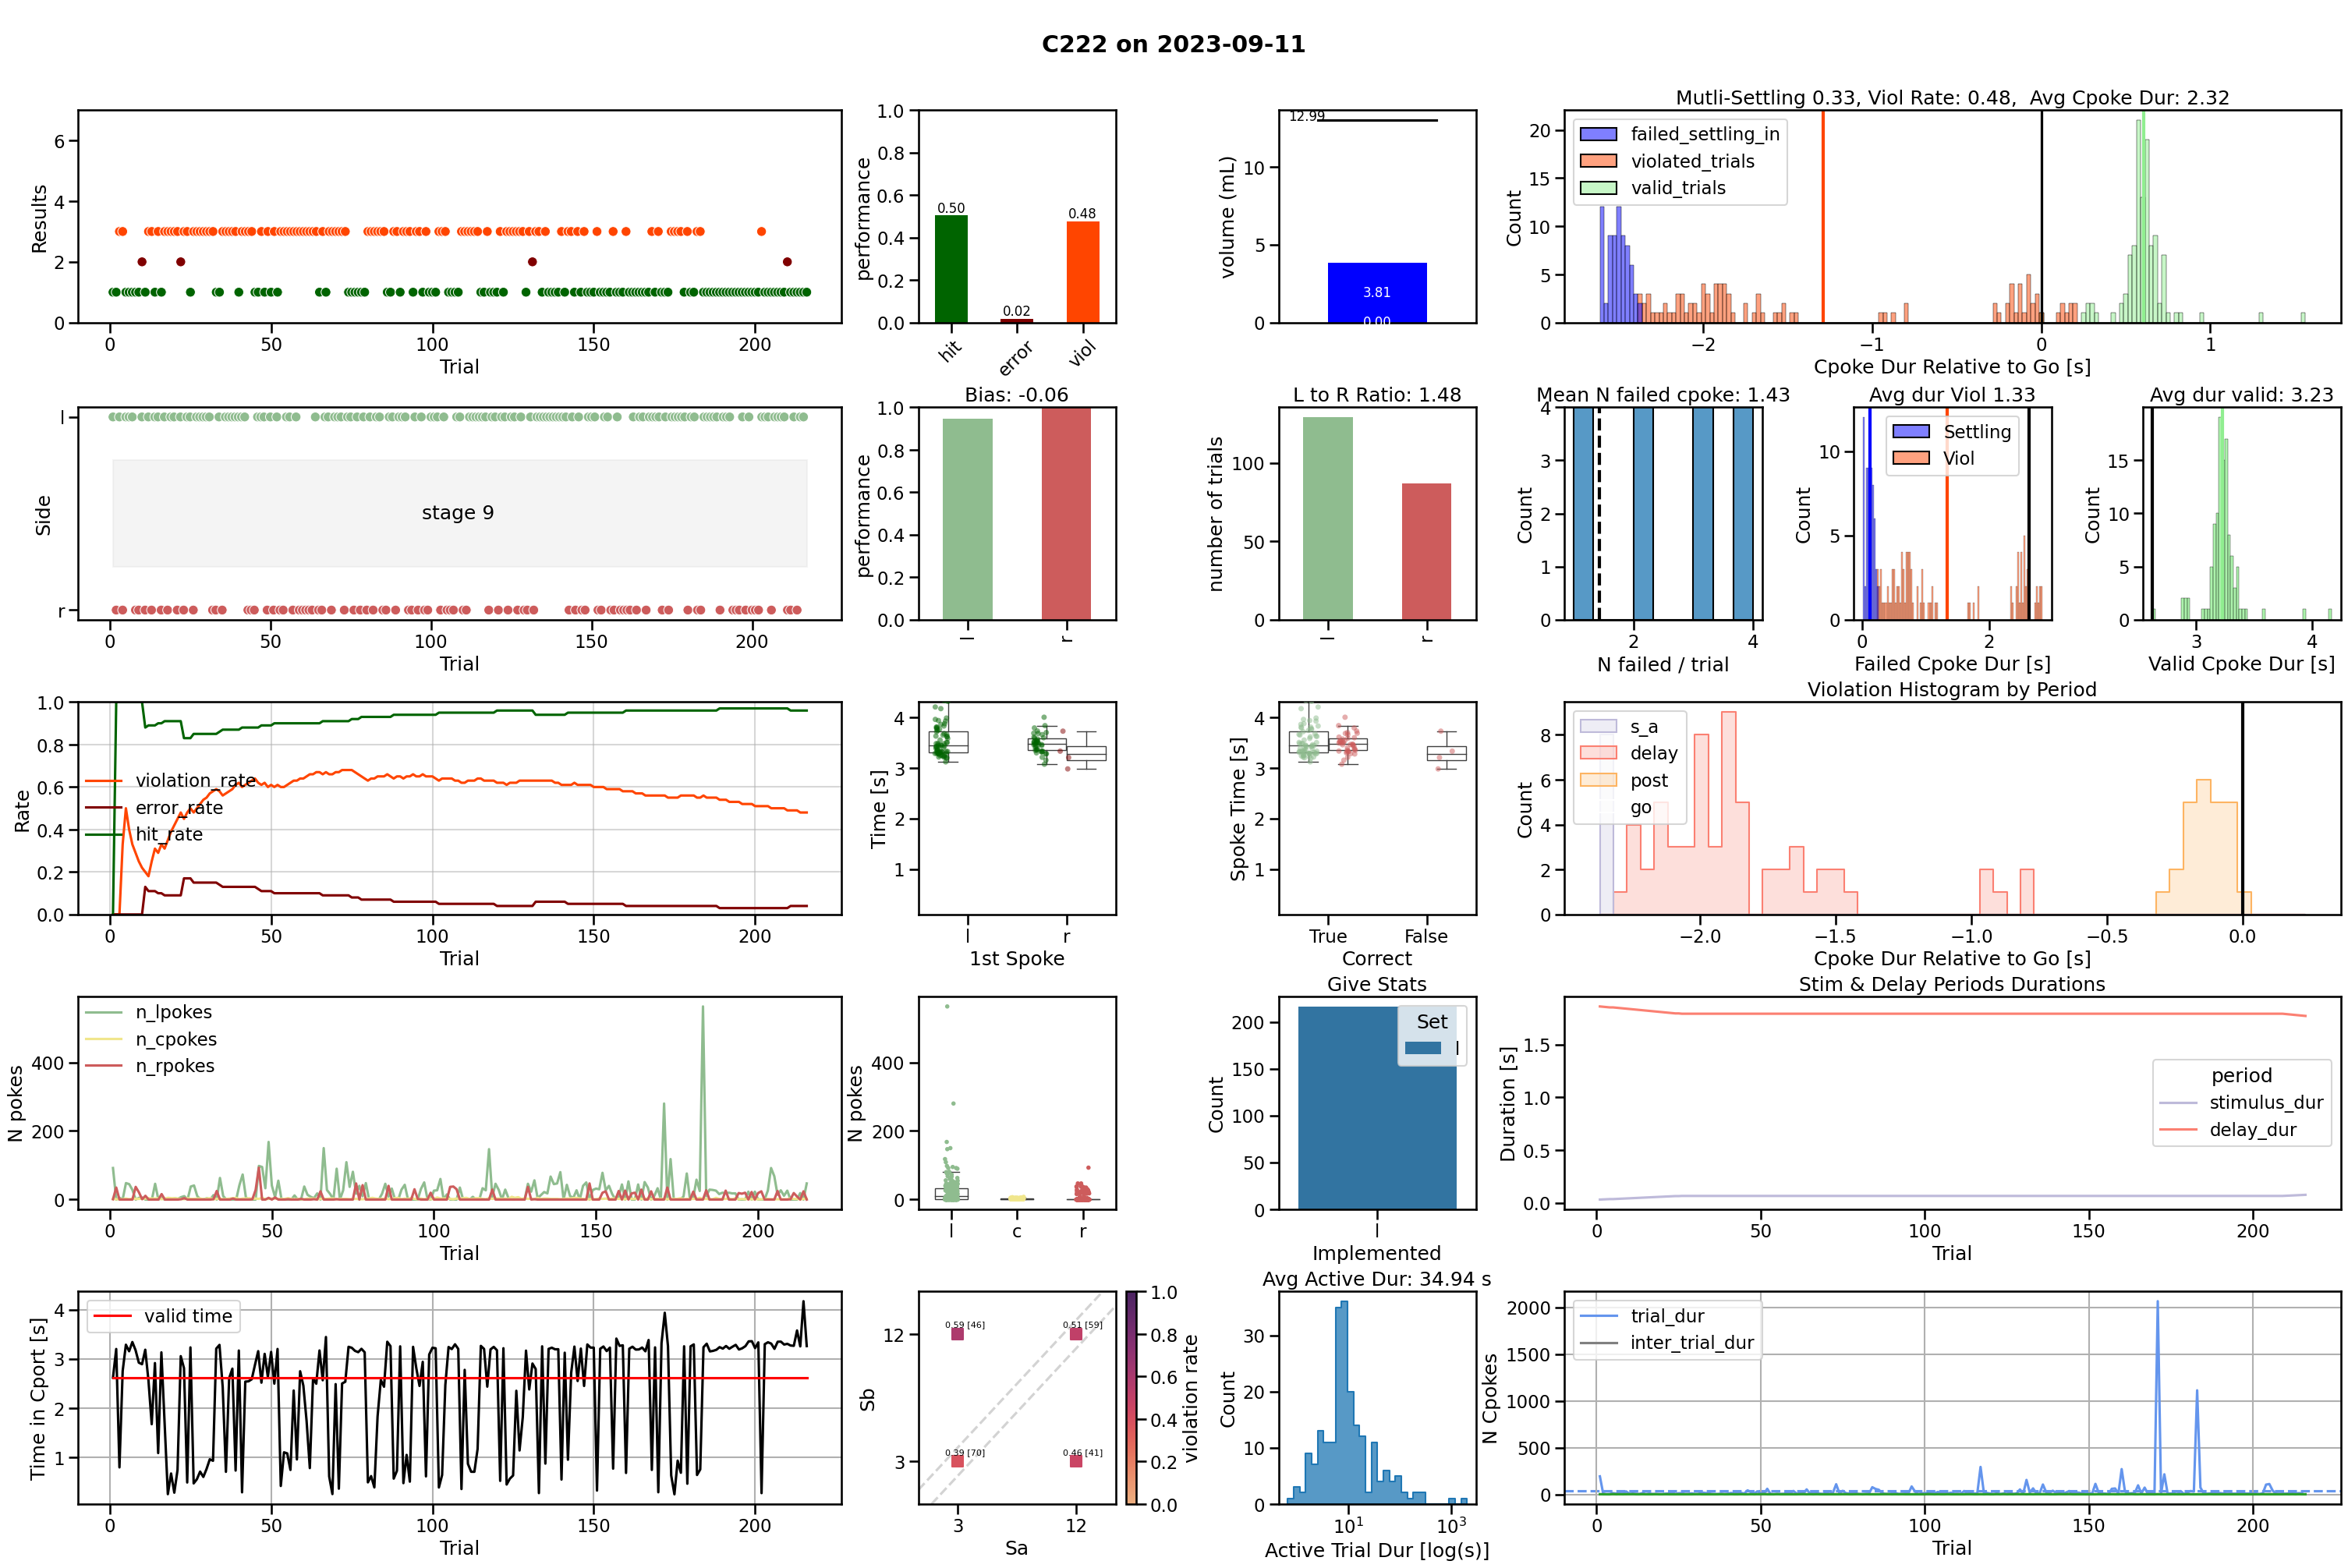 C222 on 2023-09-11
Results
6
4
2
0
0
50
100
150
200
Trial
performance
1.0
0.8
0.6
0.4
0.2
0.0
0.50
0.02
0.48
hit
error
viol
volume (mL)
10
5
0
12.99
3.81
0.00
Mutli-Settling 0.33, Viol Rate: 0.48,  Avg Cpoke Dur: 2.32
Count
20
15
10
5
0
failed_settling_in
violated_trials
valid_trials
−2
−1
0
1
Cpoke Dur Relative to Go [s]
Side
l
r
stage 9
0
50
100
150
200
Trial
Bias: -0.06
performance
1.0
0.8
0.6
0.4
0.2
0.0
l
r
L to R Ratio: 1.48
number of trials
100
50
0
l
r
Mean N failed cpoke: 1.43
Count
4
3
2
1
0
2
4
N failed / trial
Avg dur Viol 1.33
Count
10
5
0
Settling
Viol
0
2
Failed Cpoke Dur [s]
Avg dur valid: 3.23
Count
15
10
5
0
3
4
Valid Cpoke Dur [s]
Rate
1.0
0.8
0.6
0.4
0.2
0.0
violation_rate
error_rate
hit_rate
0
50
100
150
200
Trial
Time [s]
4
3
2
1
l
r
1st Spoke
Spoke Time [s]
4
3
2
1
True
False
Correct
Violation Histogram by Period
Count
8
6
4
2
0
s_a
delay
post
go
−2.0
−1.5
−1.0
−0.5
0.0
Cpoke Dur Relative to Go [s]
N pokes
400
200
0
n_lpokes
n_cpokes
n_rpokes
0
50
100
150
200
Trial
N pokes
400
200
0
l
c
r
Give Stats
Count
200
150
100
50
0
Set
l
l
Implemented
Stim & Delay Periods Durations
Duration [s]
1.5
1.0
0.5
0.0
period
stimulus_dur
delay_dur
0
50
100
150
200
Trial
Time in Cport [s]
4
3
2
1
valid time
0
50
100
150
200
Trial
Sb
12
3
0.59 [46]
0.51 [59]
0.39 [70]
0.46 [41]
3
12
Sa
1.0
0.8
0.6
0.4
0.2
0.0
violation rate
Avg Active Dur: 34.94 s
Count
30
20
10
0
10¹
10³
Active Trial Dur [log(s)]
N Cpokes
2000
1500
1000
500
0
trial_dur
inter_trial_dur
0
50
100
150
200
Trial